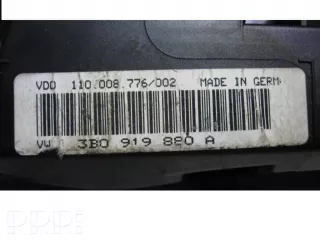 VDO 110.008.776/002 MADE IN GERM
VW 3B0 919 880 A